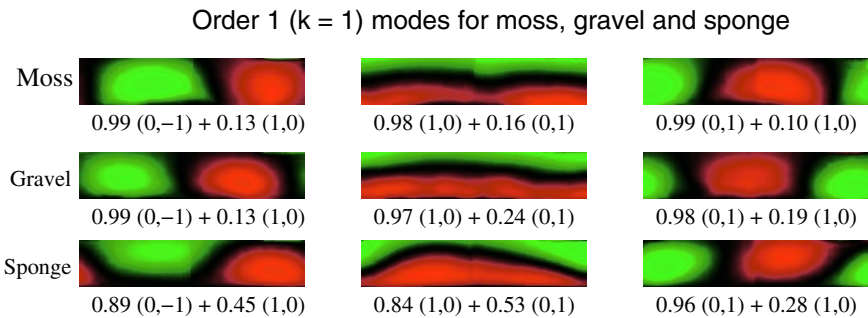 Order 1 (k = 1) modes for moss, gravel and sponge
Moss
0.99 (0,−1) + 0.13 (1,0)
0.98 (1,0) + 0.16 (0,1)
0.99 (0,1) + 0.10 (1,0)
Gravel
0.99 (0,−1) + 0.13 (1,0)
0.97 (1,0) + 0.24 (0,1)
0.98 (0,1) + 0.19 (1,0)
Sponge
0.89 (0,−1) + 0.45 (1,0)
0.84 (1,0) + 0.53 (0,1)
0.96 (0,1) + 0.28 (1,0)